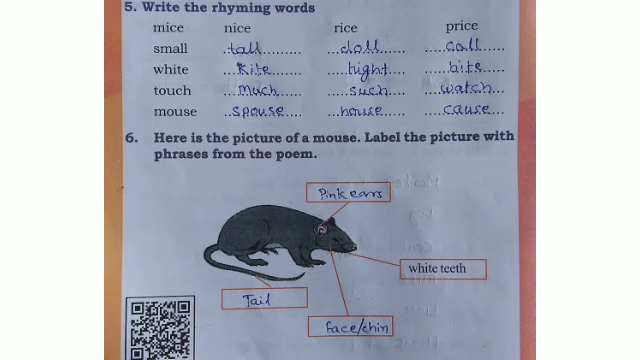 5. Write the rhyming words
mice nice rice price
small tall doll call
white kite tight bite
touch much such watch
mouse spouse house cause
6. Here is the picture of a mouse. Label the picture with
phrases from the poem.
Pink ears
white teeth
Tail
face/chin